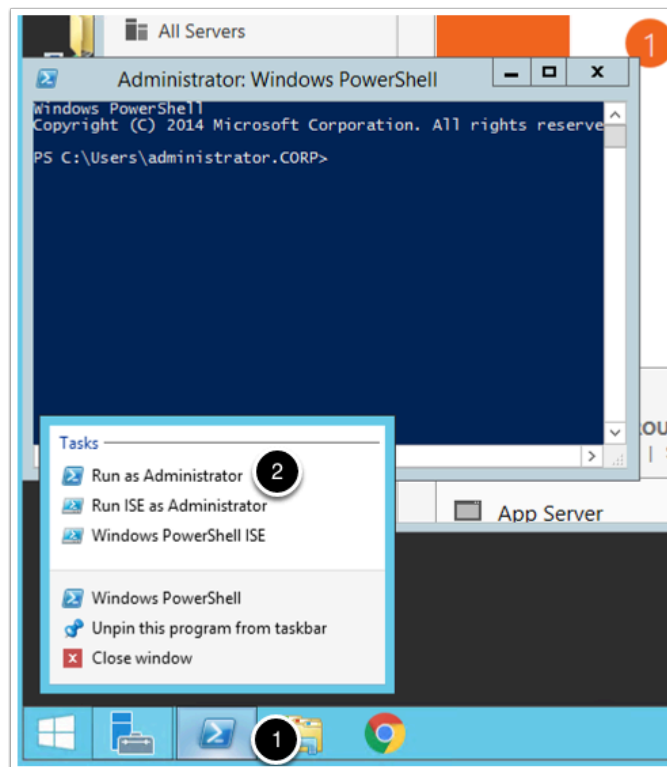 All Servers
1
Administrator: Windows PowerShell
Windows PowerShell
Copyright (C) 2014 Microsoft Corporation. All rights reserve
PS C:\Users\administrator.CORP>
Tasks
Run as Administrator
2
Run ISE as Administrator
Windows PowerShell ISE
App Server
Windows PowerShell
Unpin this program from taskbar
Close window
1